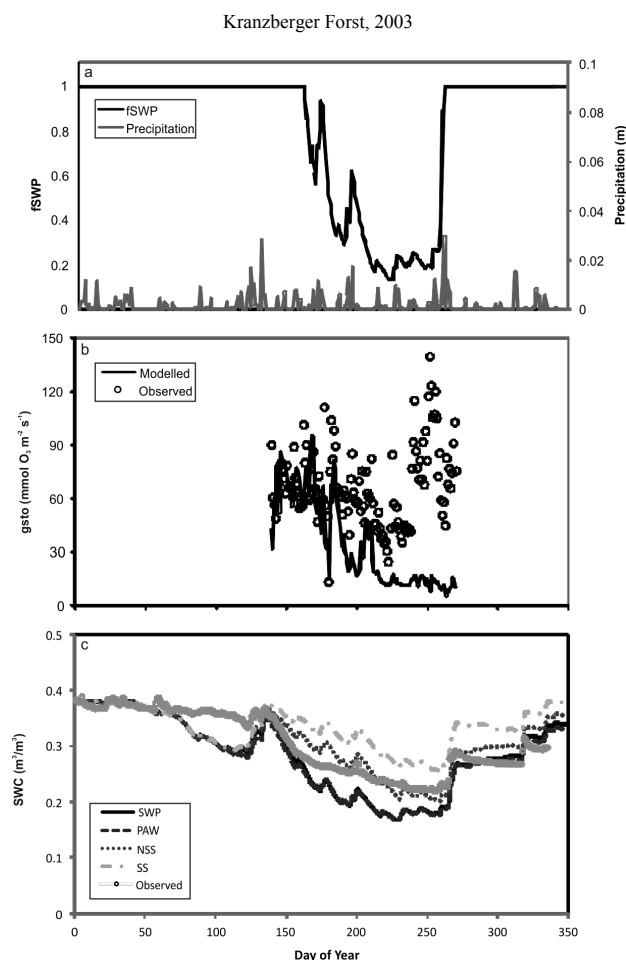 Kranzberger Forst, 2003
a
fSWP
Precipitation
fSWP
Precipitation (m)
1
0.8
0.6
0.4
0.2
0
0.1
0.08
0.06
0.04
0.02
0
b
Modelled
Observed
gsto (mmol O₃ m⁻² s⁻¹)
150
120
90
60
30
0
c
SWC (m³/m³)
0.5
0.4
0.3
0.2
0.1
0
SWP
PAW
NSS
SS
Observed
0 50 100 150 200 250 300 350
Day of Year